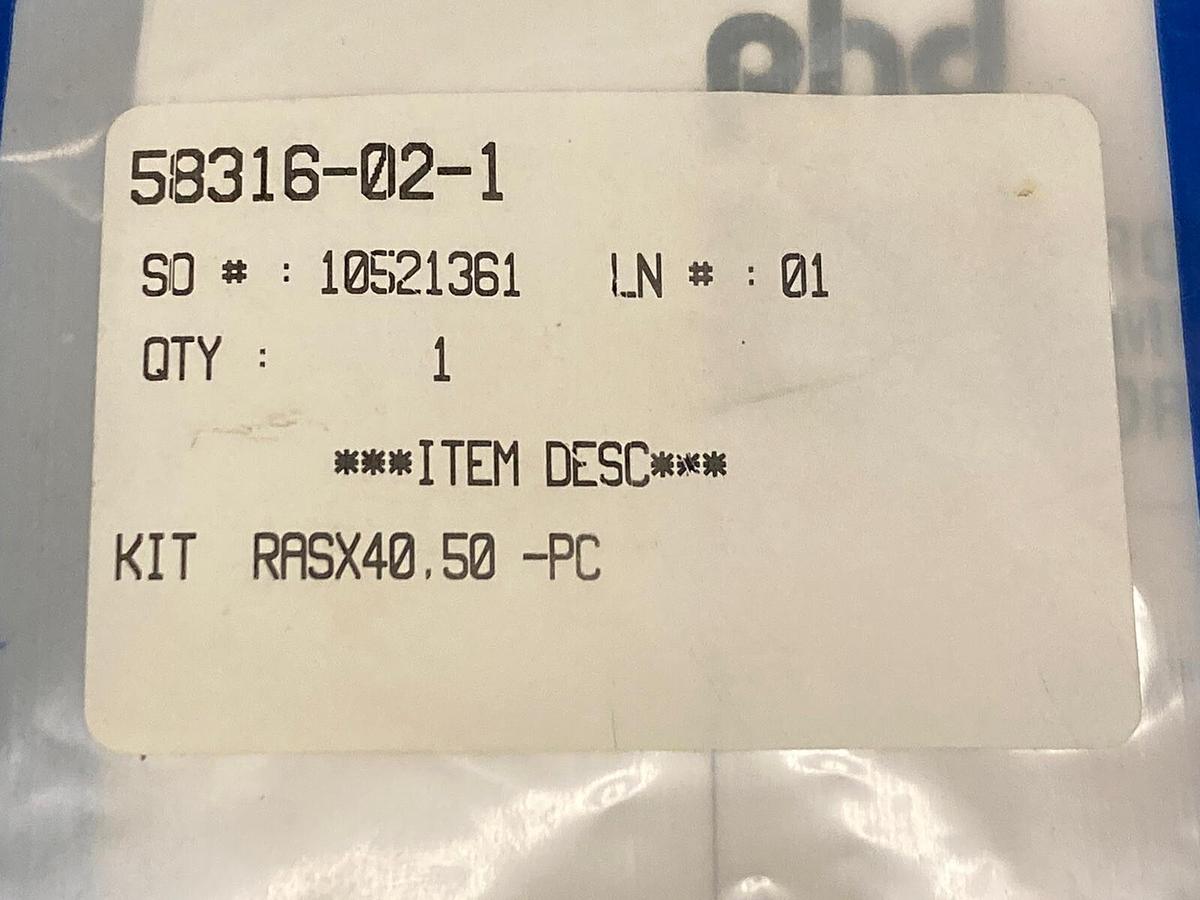 phd
58316-02-1
SO # : 10521361 LN # : 01
QTY : 1
***ITEM DESC***
KIT RASX40,50 -PC